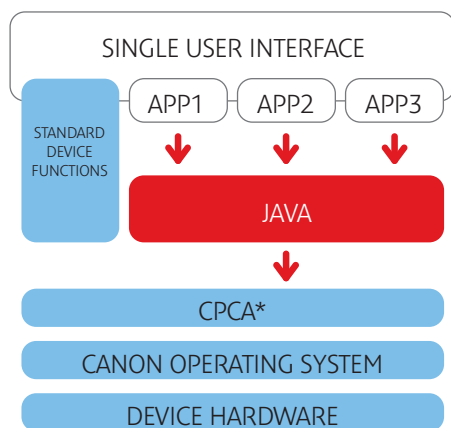 SINGLE USER INTERFACE
APP1 APP2 APP3
STANDARD
DEVICE
FUNCTIONS
JAVA
CPCA*
CANON OPERATING SYSTEM
DEVICE HARDWARE